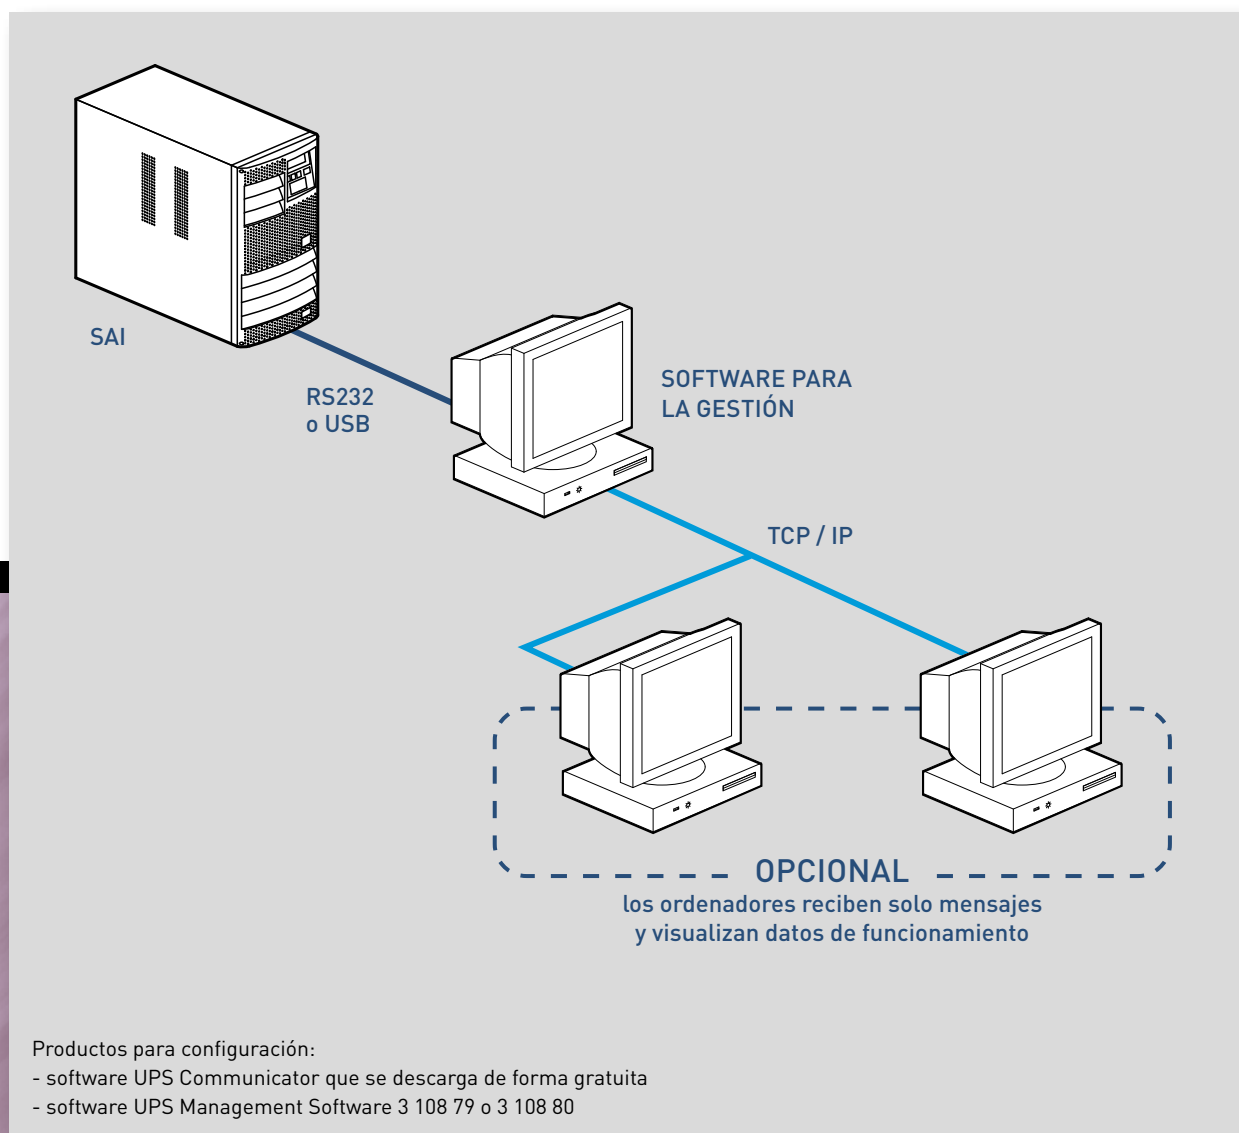 SAI
RS232
o USB
SOFTWARE PARA
LA GESTIÓN
TCP / IP
OPCIONAL
los ordenadores reciben solo mensajes
y visualizan datos de funcionamiento
Productos para configuración:
- software UPS Communicator que se descarga de forma gratuita
- software UPS Management Software 3 108 79 o 3 108 80